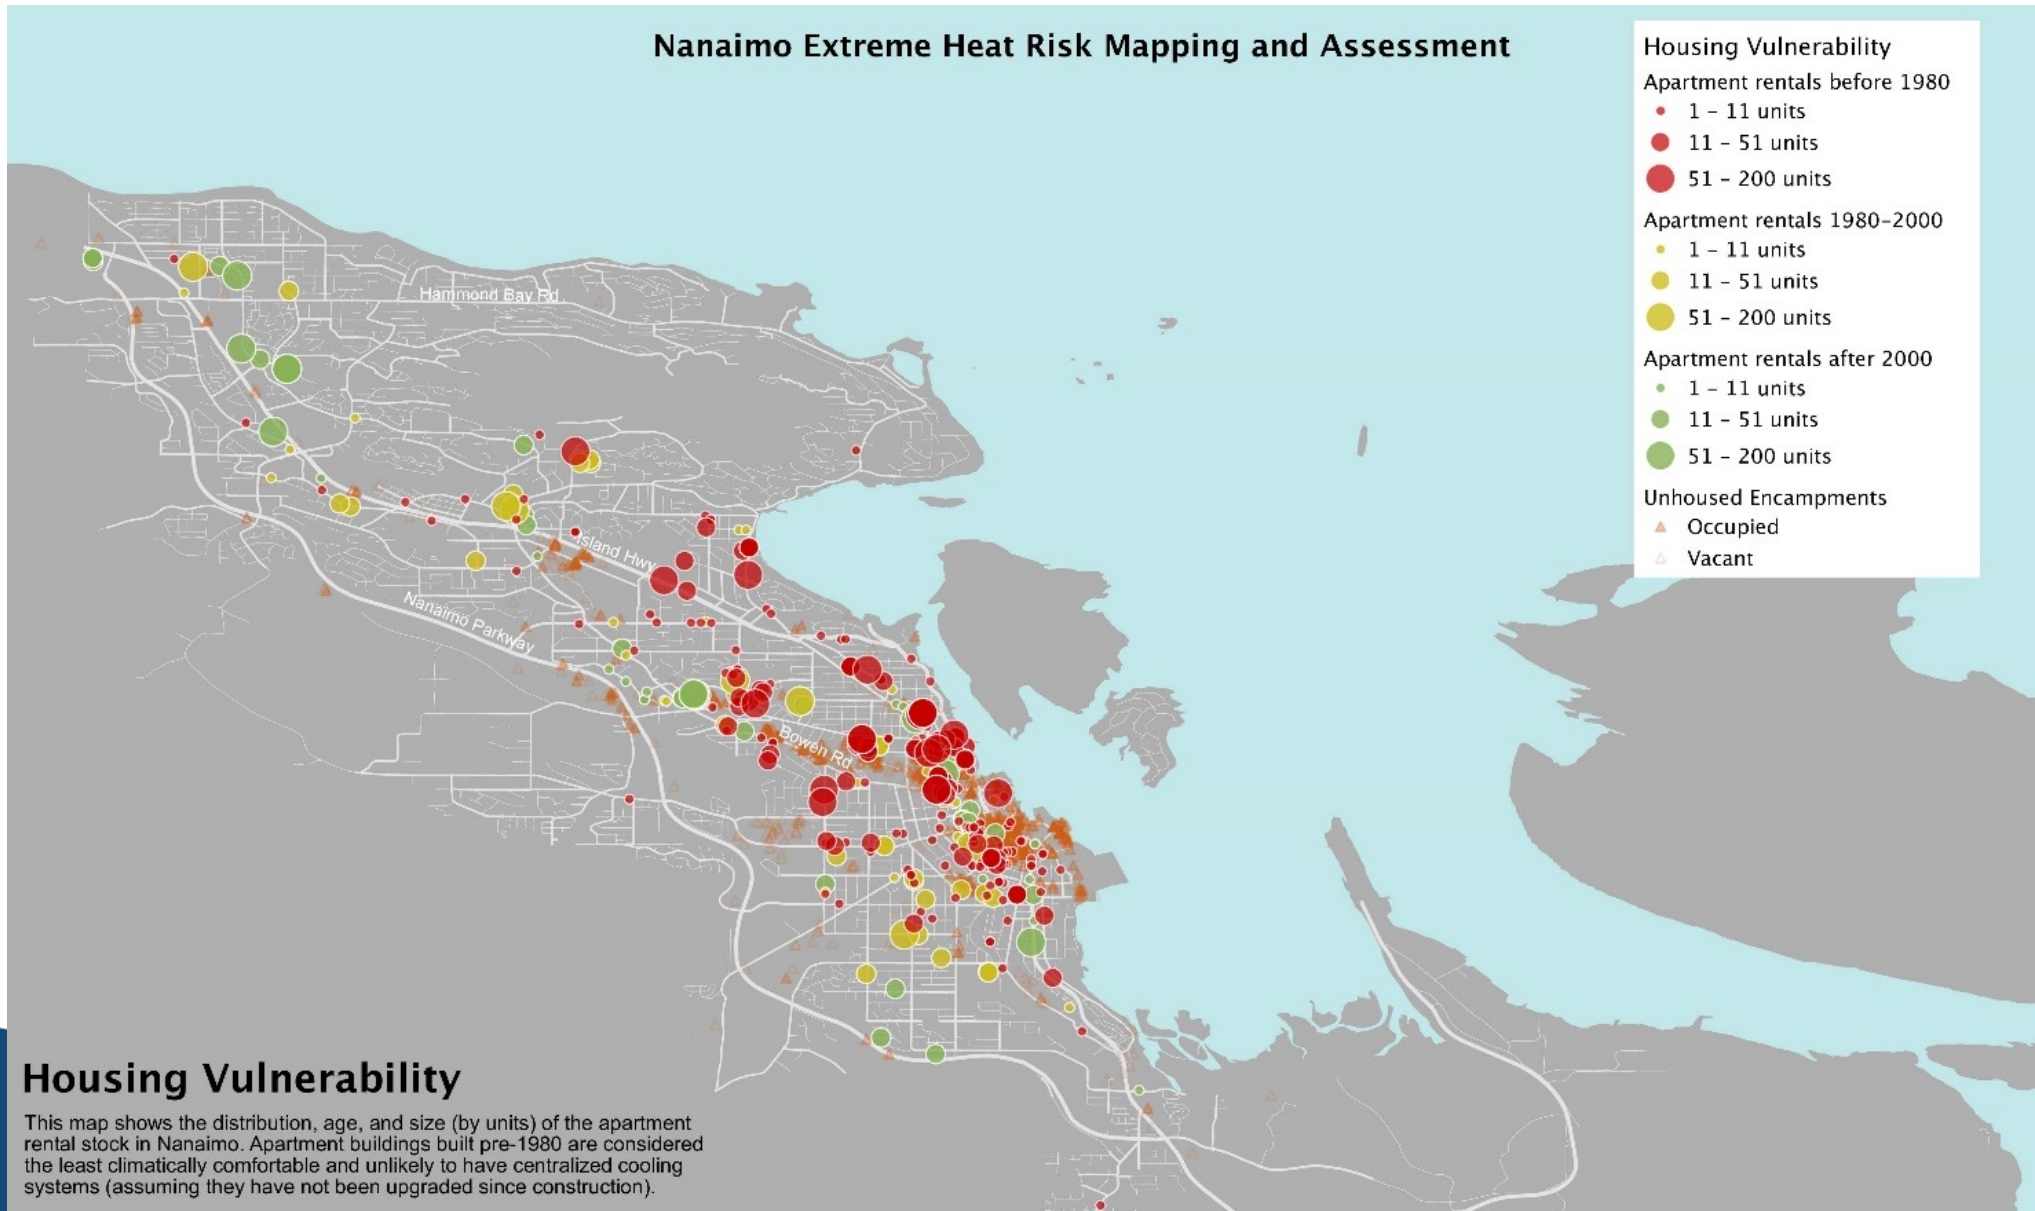 Nanaimo Extreme Heat Risk Mapping and Assessment
Housing Vulnerability
Apartment rentals before 1980
1 – 11 units
11 – 51 units
51 – 200 units
Apartment rentals 1980–2000
1 – 11 units
11 – 51 units
51 – 200 units
Apartment rentals after 2000
1 – 11 units
11 – 51 units
51 – 200 units
Unhoused Encampments
Occupied
Vacant
Hammond Bay Rd
Island Hwy
Nanaimo Parkway
Bowen Rd
Housing Vulnerability
This map shows the distribution, age, and size (by units) of the apartment
rental stock in Nanaimo. Apartment buildings built pre-1980 are considered
the least climatically comfortable and unlikely to have centralized cooling
systems (assuming they have not been upgraded since construction).